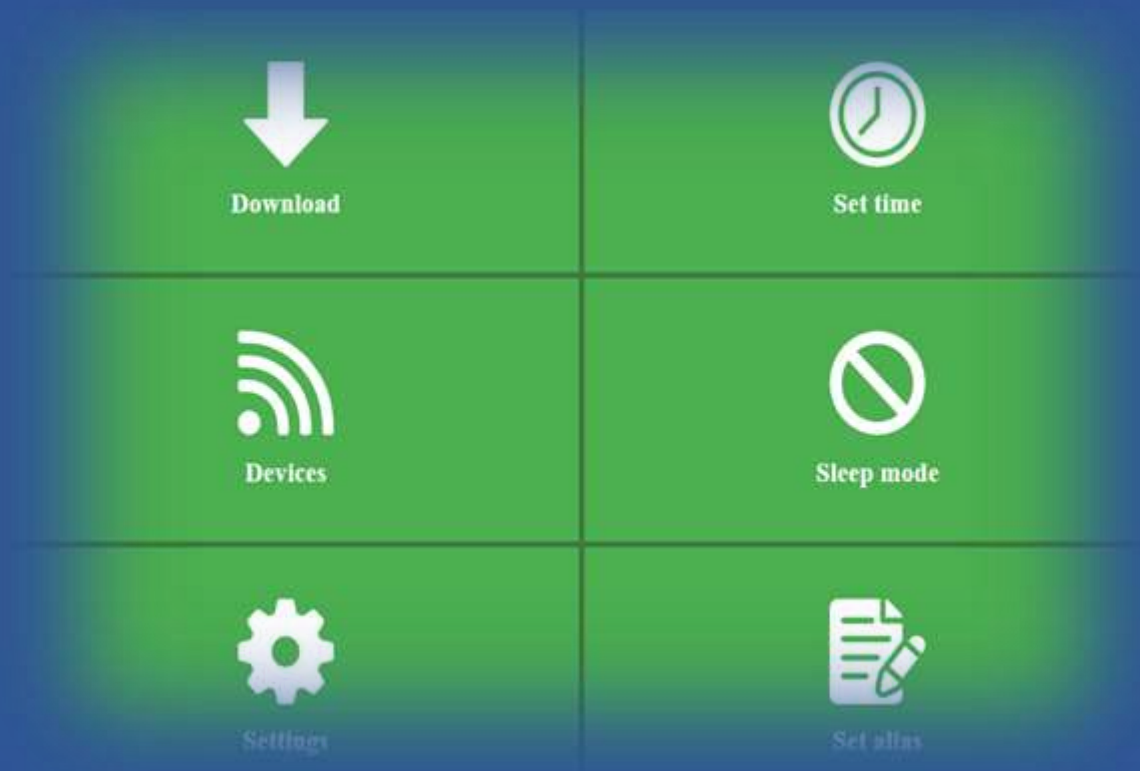 Download
Set time
Devices
Sleep mode
Settings
Set alias